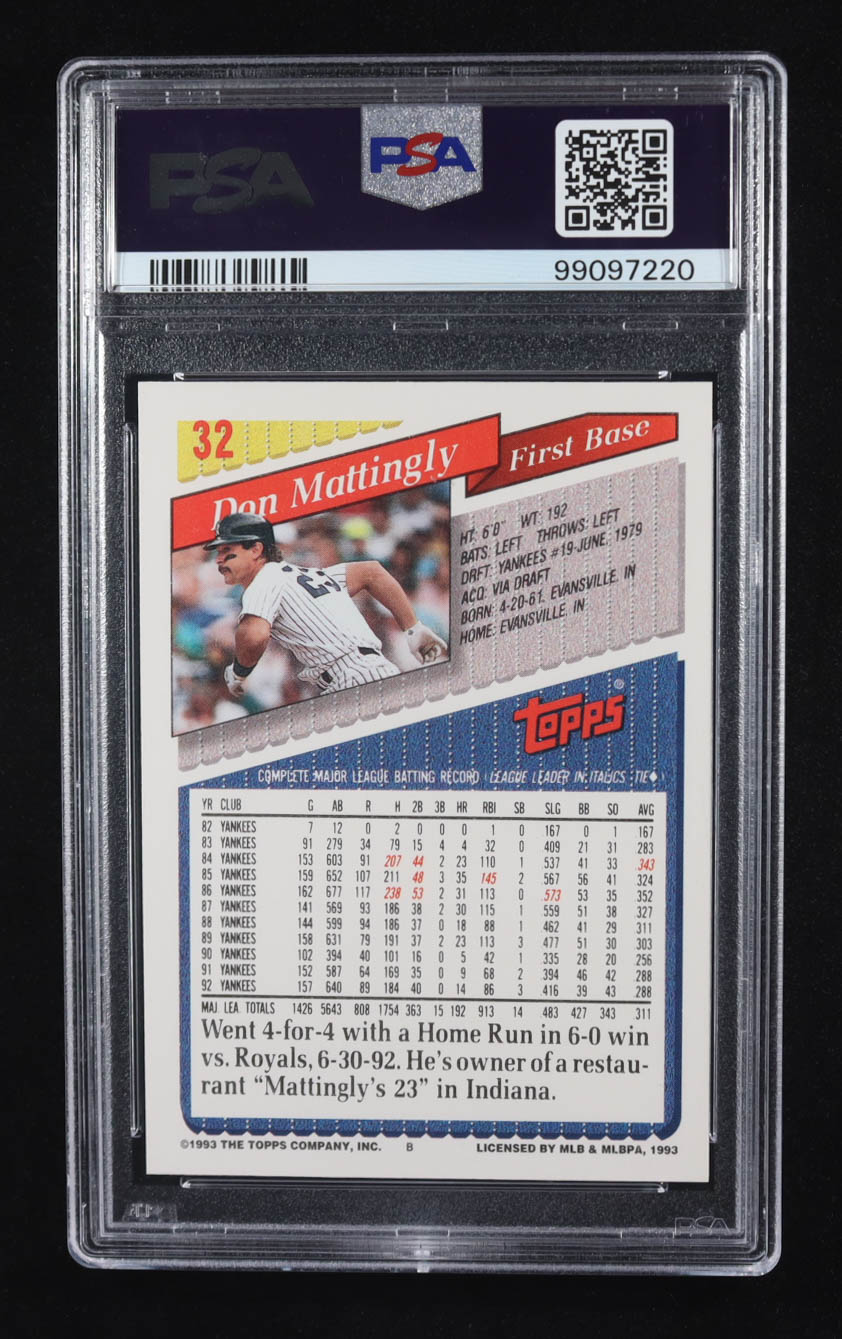 PSA
PSA
99097220
32
Don Mattingly
First Base
HT: 6'0" WT: 192
BATS: LEFT THROWS: LEFT
DRFT: YANKEES #19-JUNE, 1979
ACQ: VIA DRAFT
BORN: 4-20-61, EVANSVILLE, IN
HOME: EVANSVILLE, IN
23
TOPPS®
COMPLETE MAJOR LEAGUE BATTING RECORD (LEAGUE LEADER IN ITALICS, TIE◆)
YR CLUB G AB R H 2B 3B HR RBI SB SLG BB SO AVG
82 YANKEES 7 12 0 2 0 0 0 1 0 .167 0 1 .167
83 YANKEES 91 279 34 79 15 4 4 32 0 .409 21 31 .283
84 YANKEES 153 603 91 207 44 2 23 110 1 .537 41 33 .343
85 YANKEES 159 652 107 211 48 3 35 145 2 .567 56 41 .324
86 YANKEES 162 677 117 238 53 2 31 113 0 .573 53 35 .352
87 YANKEES 141 569 93 186 38 2 30 115 1 .559 51 38 .327
88 YANKEES 144 599 94 186 37 0 18 88 1 .462 41 29 .311
89 YANKEES 158 631 79 191 37 2 23 113 3 .477 51 30 .303
90 YANKEES 102 394 40 101 16 0 5 42 1 .335 28 20 .256
91 YANKEES 152 587 64 169 35 0 9 68 2 .394 46 42 .288
92 YANKEES 157 640 89 184 40 0 14 86 3 .416 39 43 .288
MAJ. LEA. TOTALS 1426 5643 808 1754 363 15 192 913 14 .483 427 343 .311
Went 4-for-4 with a Home Run in 6-0 win
vs. Royals, 6-30-92. He's owner of a restau-
rant "Mattingly's 23" in Indiana.
©1993 THE TOPPS COMPANY, INC. B LICENSED BY MLB & MLBPA, 1993
PSA